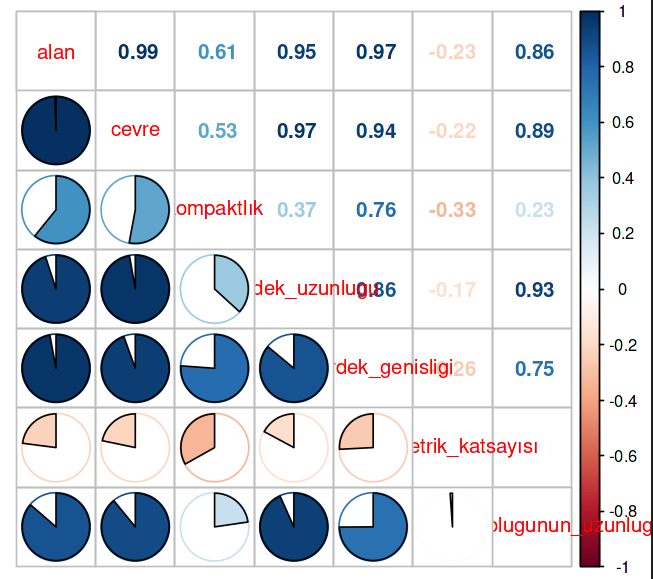 alan 0.99 0.61 0.95 0.97 -0.23 0.86
cevre 0.53 0.97 0.94 -0.22 0.89
ompaktlık 0.37 0.76 -0.33 0.23
dek_uzunlugu 0.86 -0.17 0.93
rdek_genisligi 0.26 0.75
etrik_katsayısı
olugunun_uzunlug
1
0.8
0.6
0.4
0.2
0
-0.2
-0.4
-0.6
-0.8
-1